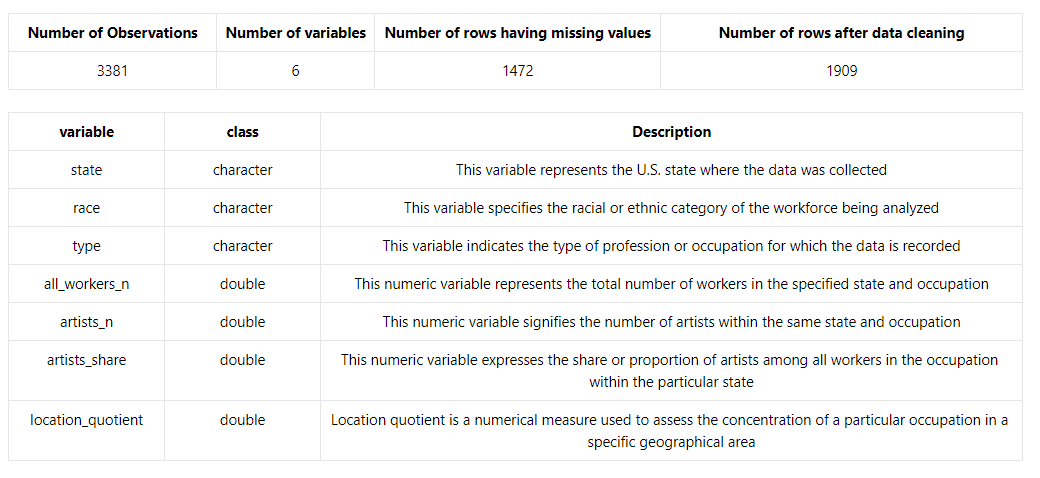 Number of Observations Number of variables Number of rows having missing values Number of rows after data cleaning
3381 6 1472 1909
variable class Description
state character This variable represents the U.S. state where the data was collected
race character This variable specifies the racial or ethnic category of the workforce being analyzed
type character This variable indicates the type of profession or occupation for which the data is recorded
all_workers_n double This numeric variable represents the total number of workers in the specified state and occupation
artists_n double This numeric variable signifies the number of artists within the same state and occupation
artists_share double This numeric variable expresses the share or proportion of artists among all workers in the occupation
within the particular state
location_quotient double Location quotient is a numerical measure used to assess the concentration of a particular occupation in a
specific geographical area